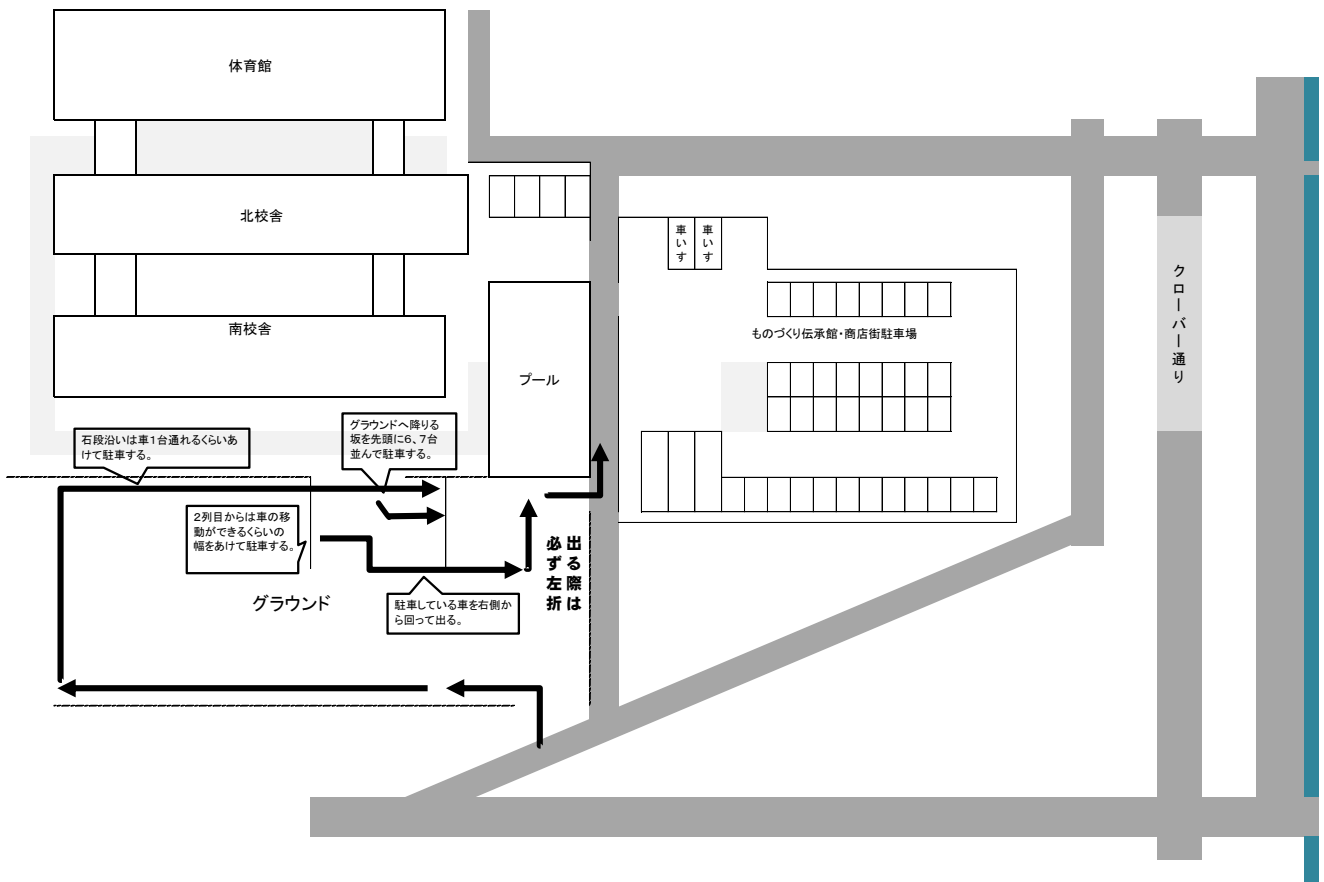 体育館
北校舎
南校舎
プール
車いす
車いす
ものづくり伝承館・商店街駐車場
クローバー通り
石段沿いは車１台通れるくらいあ
けて駐車する。
グラウンドへ降りる
坂を先頭に６、７台
並んで駐車する。
２列目からは車の移
動ができるくらいの
幅をあけて駐車する。
グラウンド
駐車している車を右側か
ら回って出る。
出る際は
必ず左折